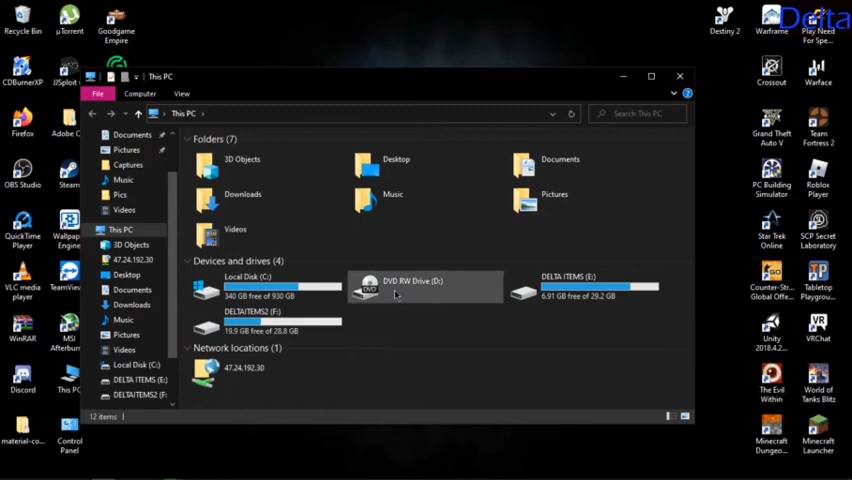 Recycle Bin
µTorrent
Goodgame
Empire
Destiny 2
Warframe
Play Need
For Spe...
Delta
CDBurnerXP
JJSploit
Crossout
Warface
Firefox
Adobe C
Grand Theft
Auto V
Team
Fortress 2
OBS Studio
Steam
PC Building
Simulator
Roblox
Player
QuickTime
Player
Wallpaper
Engine
Star Trek
Online
SCP Secret
Laboratory
VLC media
player
TeamView
Counter-Str...
Global Offe...
Tabletop
Playgroun...
WinRAR
MSI
Afterburn
Unity
2018.4.2...
VRChat
Discord
This PC
The Evil
Within
World of
Tanks Blitz
material-co...
Control
Panel
Minecraft
Dungeo...
Minecraft
Launcher
This PC
File
Computer
View
This PC
Search This PC
Documents
Pictures
Captures
Music
Pics
Videos
This PC
3D Objects
47.24.192.30
Desktop
Documents
Downloads
Music
Pictures
Videos
Local Disk (C:)
DELTA ITEMS (E:)
DELTAITEMS2 (F:
Folders (7)
3D Objects
Desktop
Documents
Downloads
Music
Pictures
Videos
Devices and drives (4)
Local Disk (C:)
340 GB free of 930 GB
DVD RW Drive (D:)
DVD
DELTA ITEMS (E:)
6.91 GB free of 29.2 GB
DELTAITEMS2 (F:)
19.9 GB free of 28.8 GB
Network locations (1)
47.24.192.30
12 items